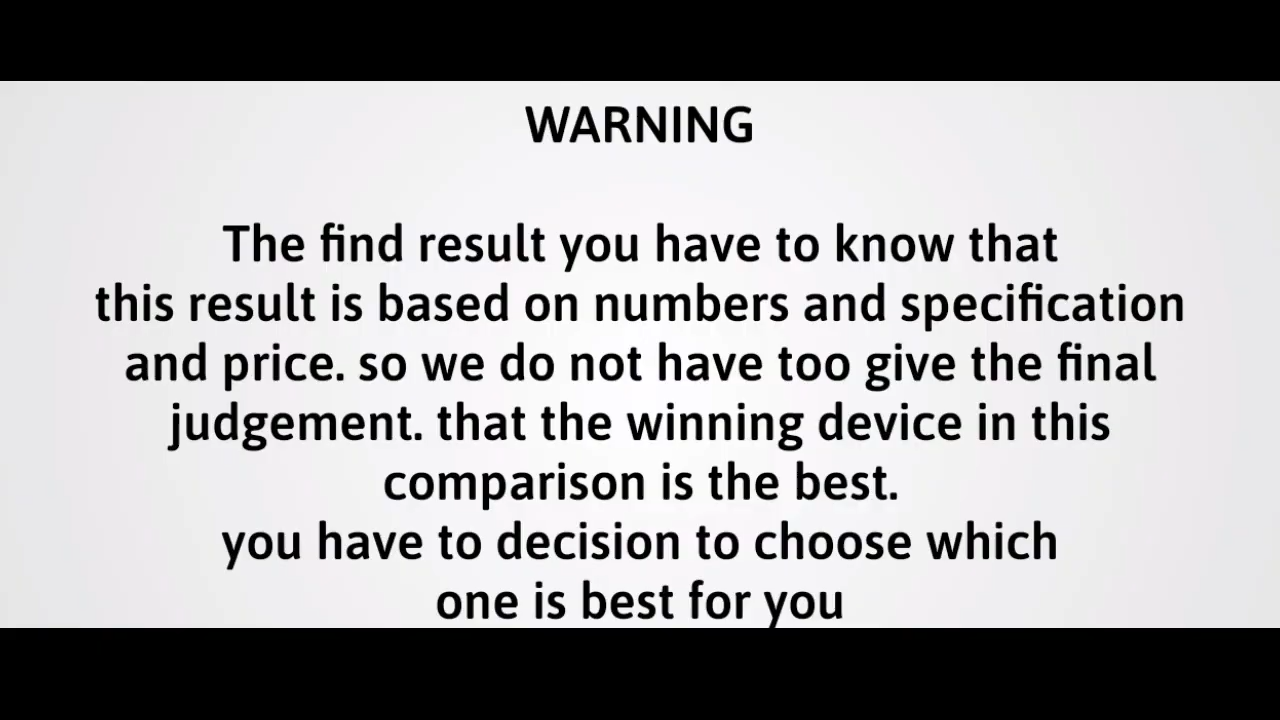 WARNING
The find result you have to know that
this result is based on numbers and specification
and price. so we do not have too give the final
judgement. that the winning device in this
comparison is the best.
you have to decision to choose which
one is best for you